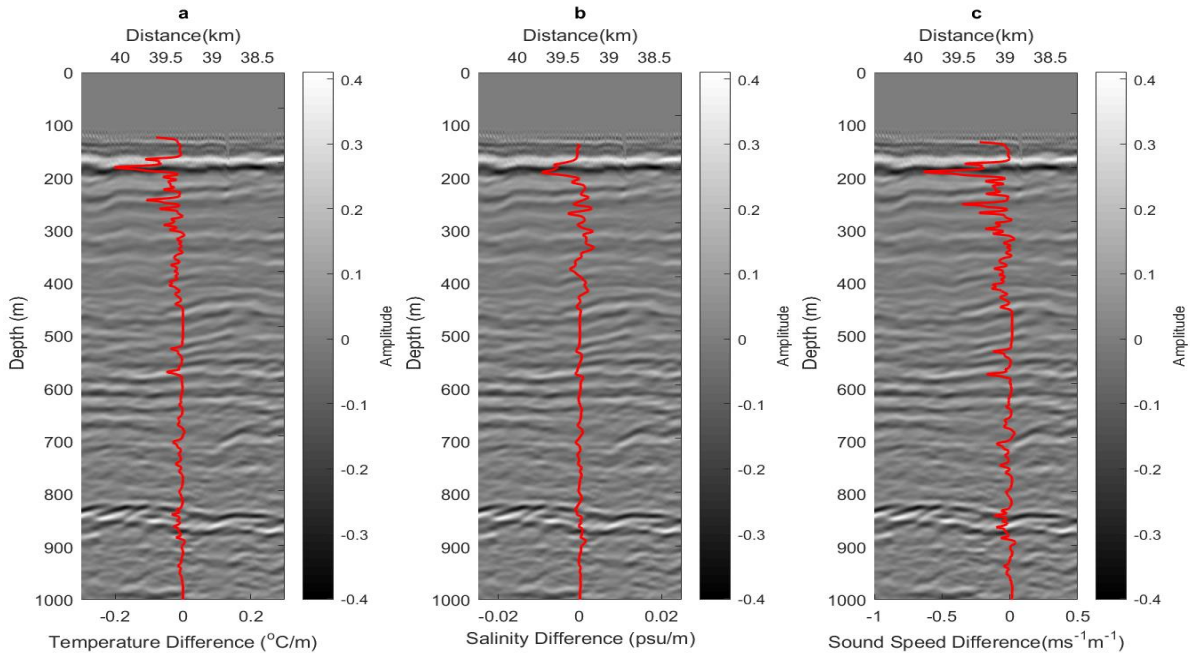 a
Distance(km)
40 39.5 39 38.5
0
100
200
300
400
500
600
700
800
900
1000
Depth (m)
-0.2 0 0.2
Temperature Difference (°C/m)
0.4
0.3
0.2
0.1
0
-0.1
-0.2
-0.3
-0.4
Amplitude
b
Distance(km)
40 39.5 39 38.5
0
100
200
300
400
500
600
700
800
900
1000
Depth (m)
-0.02 0 0.02
Salinity Difference (psu/m)
0.4
0.3
0.2
0.1
0
-0.1
-0.2
-0.3
-0.4
Amplitude
c
Distance(km)
40 39.5 39 38.5
0
100
200
300
400
500
600
700
800
900
1000
Depth (m)
-1 -0.5 0 0.5
Sound Speed Difference(ms⁻¹m⁻¹)
0.4
0.3
0.2
0.1
0
-0.1
-0.2
-0.3
-0.4
Amplitude